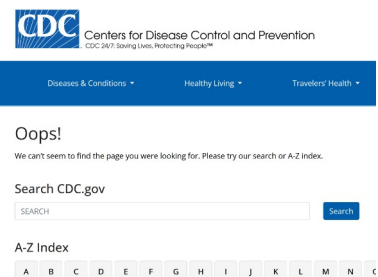 CDC
Centers for Disease Control and Prevention
CDC 24/7: Saving Lives, Protecting People™
Diseases & Conditions Healthy Living Travelers' Health
Oops!
We can't seem to find the page you were looking for. Please try our search or A-Z index.
Search CDC.gov
SEARCH Search
A-Z Index
A B C D E F G H I J K L M N